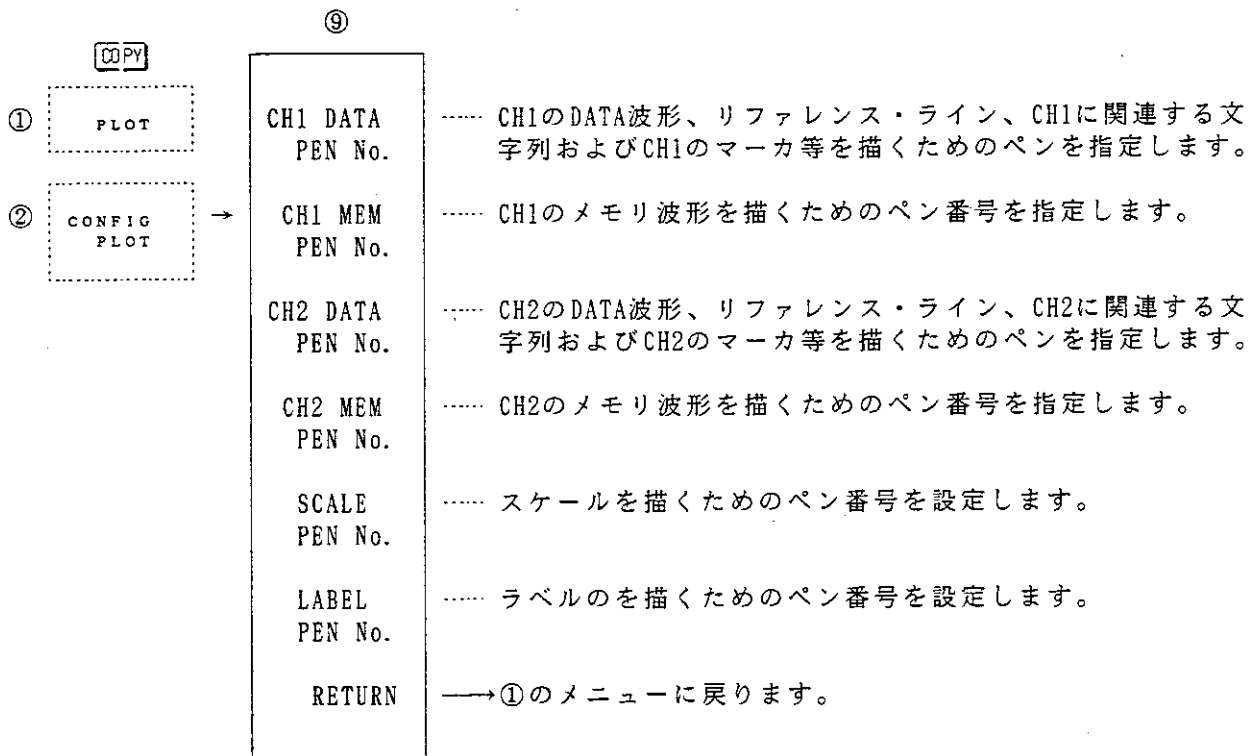 ⑨
COPY
① PLOT
CH1 DATA …… CH1のDATA波形、リファレンス・ライン、CH1に関連する文
PEN No. 字列およびCH1のマーカ等を描くためのペンを指定します。
② CONFIG → CH1 MEM …… CH1のメモリ波形を描くためのペン番号を指定します。
PLOT PEN No.
CH2 DATA …… CH2のDATA波形、リファレンス・ライン、CH2に関連する文
PEN No. 字列およびCH2のマーカ等を描くためのペンを指定します。
CH2 MEM …… CH2のメモリ波形を描くためのペン番号を指定します。
PEN No.
SCALE …… スケールを描くためのペン番号を設定します。
PEN No.
LABEL …… ラベルのを描くためのペン番号を設定します。
PEN No.
RETURN ⟶①のメニューに戻ります。